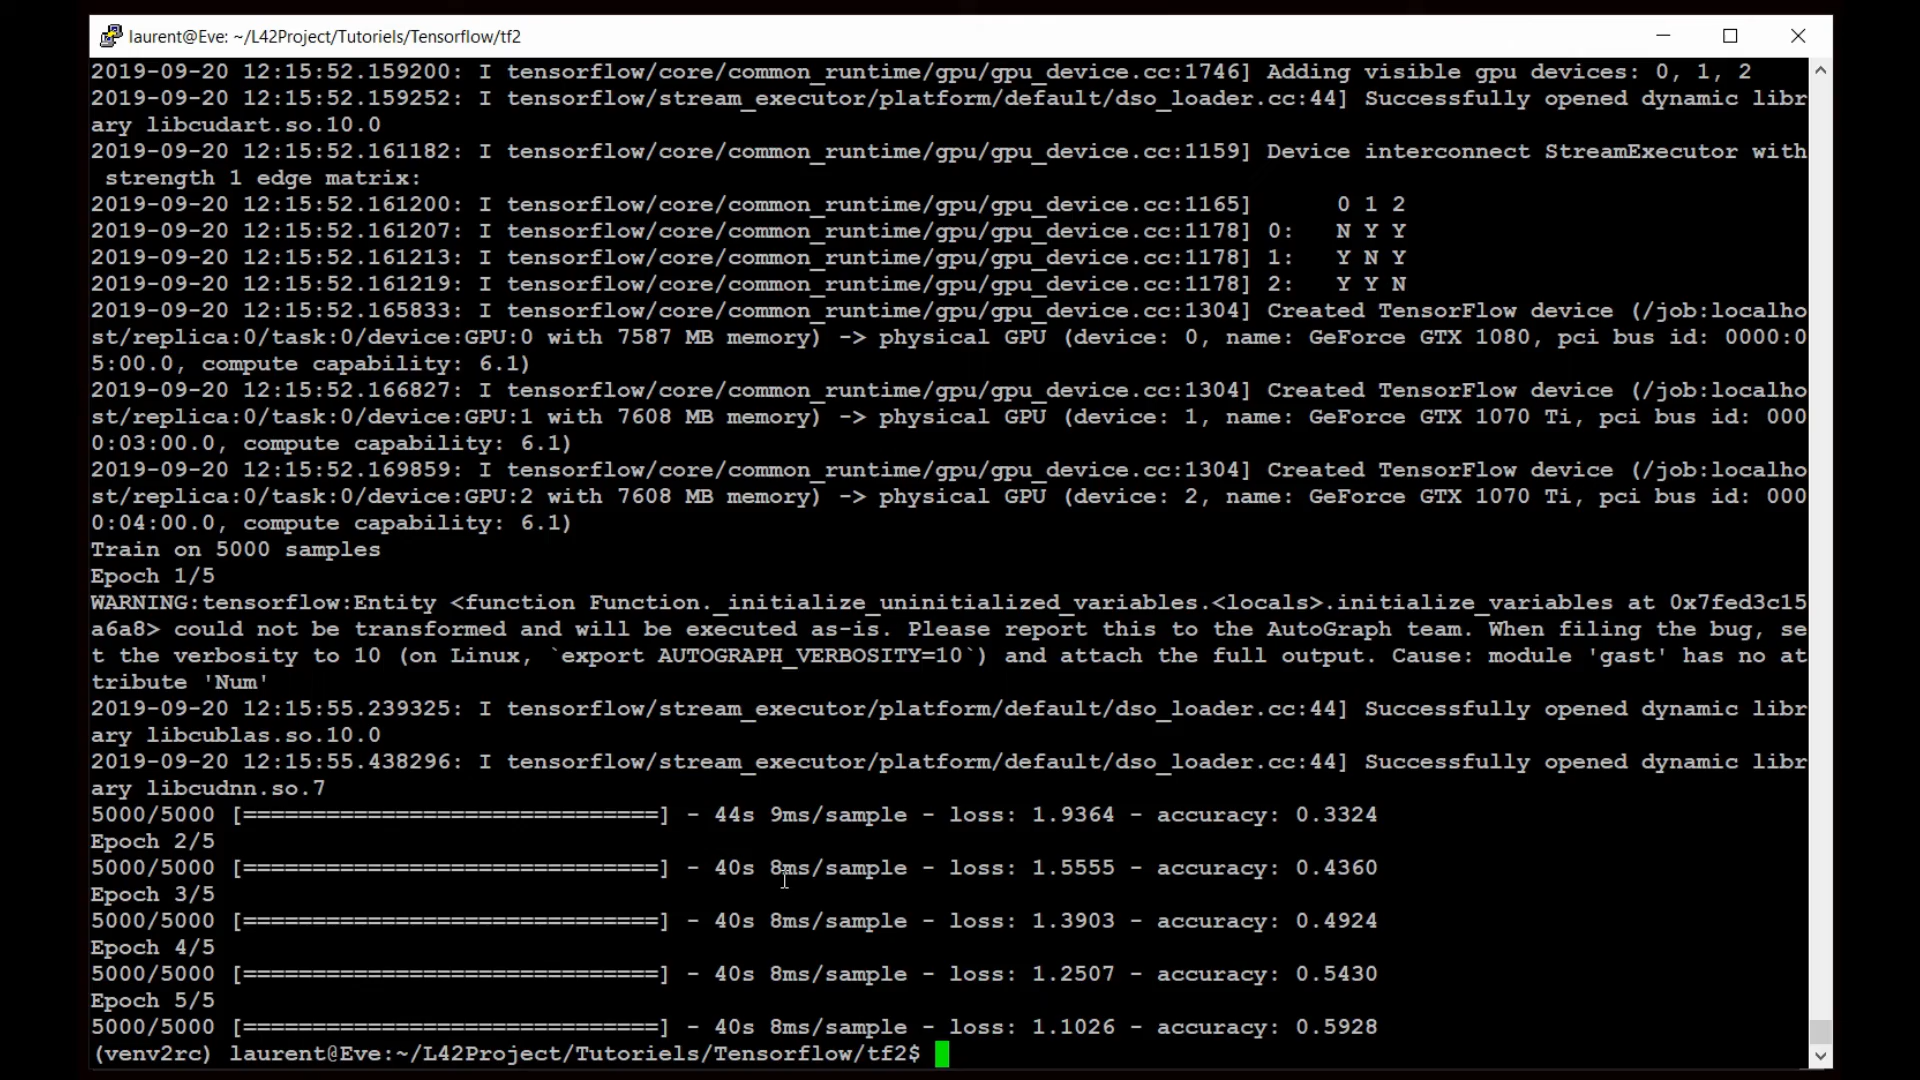 laurent@Eve: ~/L42Project/Tutoriels/Tensorflow/tf2
2019-09-20 12:15:52.159200: I tensorflow/core/common_runtime/gpu/gpu_device.cc:1746] Adding visible gpu devices: 0, 1, 2
2019-09-20 12:15:52.159252: I tensorflow/stream_executor/platform/default/dso_loader.cc:44] Successfully opened dynamic libr
ary libcudart.so.10.0
2019-09-20 12:15:52.161182: I tensorflow/core/common_runtime/gpu/gpu_device.cc:1159] Device interconnect StreamExecutor with
 strength 1 edge matrix:
2019-09-20 12:15:52.161200: I tensorflow/core/common_runtime/gpu/gpu_device.cc:1165]      0 1 2
2019-09-20 12:15:52.161207: I tensorflow/core/common_runtime/gpu/gpu_device.cc:1178] 0:   N Y Y
2019-09-20 12:15:52.161213: I tensorflow/core/common_runtime/gpu/gpu_device.cc:1178] 1:   Y N Y
2019-09-20 12:15:52.161219: I tensorflow/core/common_runtime/gpu/gpu_device.cc:1178] 2:   Y Y N
2019-09-20 12:15:52.165833: I tensorflow/core/common_runtime/gpu/gpu_device.cc:1304] Created TensorFlow device (/job:localho
st/replica:0/task:0/device:GPU:0 with 7587 MB memory) -> physical GPU (device: 0, name: GeForce GTX 1080, pci bus id: 0000:0
5:00.0, compute capability: 6.1)
2019-09-20 12:15:52.166827: I tensorflow/core/common_runtime/gpu/gpu_device.cc:1304] Created TensorFlow device (/job:localho
st/replica:0/task:0/device:GPU:1 with 7608 MB memory) -> physical GPU (device: 1, name: GeForce GTX 1070 Ti, pci bus id: 000
0:03:00.0, compute capability: 6.1)
2019-09-20 12:15:52.169859: I tensorflow/core/common_runtime/gpu/gpu_device.cc:1304] Created TensorFlow device (/job:localho
st/replica:0/task:0/device:GPU:2 with 7608 MB memory) -> physical GPU (device: 2, name: GeForce GTX 1070 Ti, pci bus id: 000
0:04:00.0, compute capability: 6.1)
Train on 5000 samples
Epoch 1/5
WARNING:tensorflow:Entity <function Function._initialize_uninitialized_variables.<locals>.initialize_variables at 0x7fed3c15
a6a8> could not be transformed and will be executed as-is. Please report this to the AutoGraph team. When filing the bug, se
t the verbosity to 10 (on Linux, `export AUTOGRAPH_VERBOSITY=10`) and attach the full output. Cause: module 'gast' has no at
tribute 'Num'
2019-09-20 12:15:55.239325: I tensorflow/stream_executor/platform/default/dso_loader.cc:44] Successfully opened dynamic libr
ary libcublas.so.10.0
2019-09-20 12:15:55.438296: I tensorflow/stream_executor/platform/default/dso_loader.cc:44] Successfully opened dynamic libr
ary libcudnn.so.7
5000/5000 [==============================] - 44s 9ms/sample - loss: 1.9364 - accuracy: 0.3324
Epoch 2/5
5000/5000 [==============================] - 40s 8ms/sample - loss: 1.5555 - accuracy: 0.4360
Epoch 3/5
5000/5000 [==============================] - 40s 8ms/sample - loss: 1.3903 - accuracy: 0.4924
Epoch 4/5
5000/5000 [==============================] - 40s 8ms/sample - loss: 1.2507 - accuracy: 0.5430
Epoch 5/5
5000/5000 [==============================] - 40s 8ms/sample - loss: 1.1026 - accuracy: 0.5928
(venv2rc) laurent@Eve:~/L42Project/Tutoriels/Tensorflow/tf2$